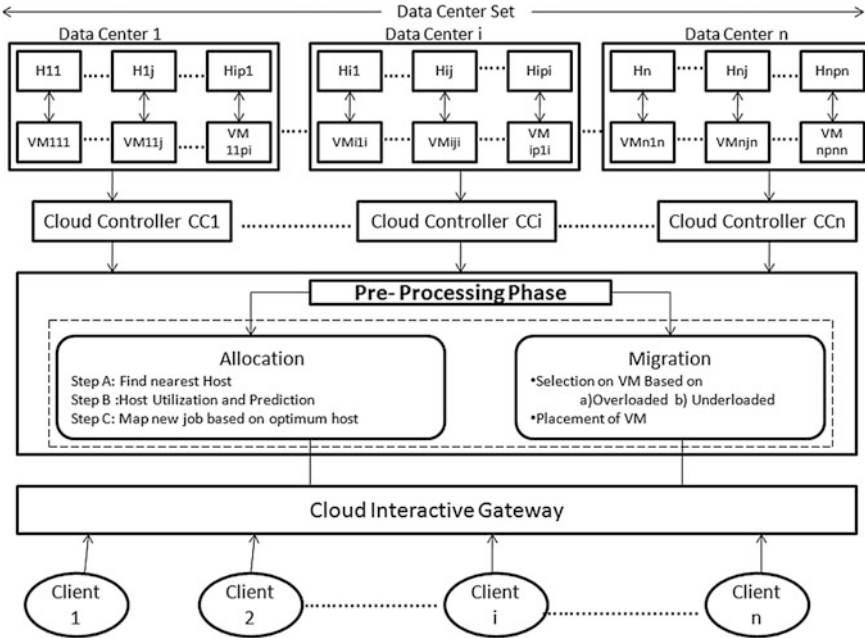 Data Center Set
Data Center 1
Data Center i
Data Center n
H11
H1j
Hip1
Hi1
Hij
Hipi
Hn
Hnj
Hnpn
VM111
VM11j
VM
11pi
VMi1i
VMiji
VM
ip1i
VMn1n
VMnjn
VM
npnn
Cloud Controller CC1
Cloud Controller CCi
Cloud Controller CCn
Pre- Processing Phase
Allocation
Step A: Find nearest Host
Step B :Host Utilization and Prediction
Step C: Map new job based on optimum host
Migration
•Selection on VM Based on
a)Overloaded b) Underloaded
•Placement of VM
Cloud Interactive Gateway
Client
1
Client
2
Client
i
Client
n